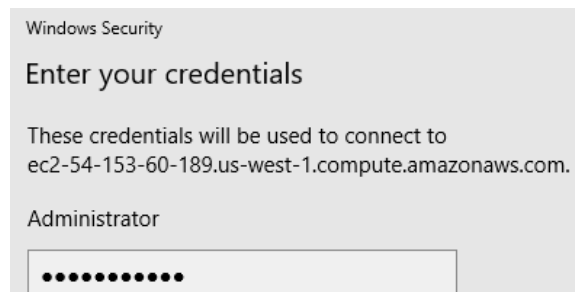 Windows Security
Enter your credentials
These credentials will be used to connect to
ec2-54-153-60-189.us-west-1.compute.amazonaws.com.
Administrator
●●●●●●●●●●●